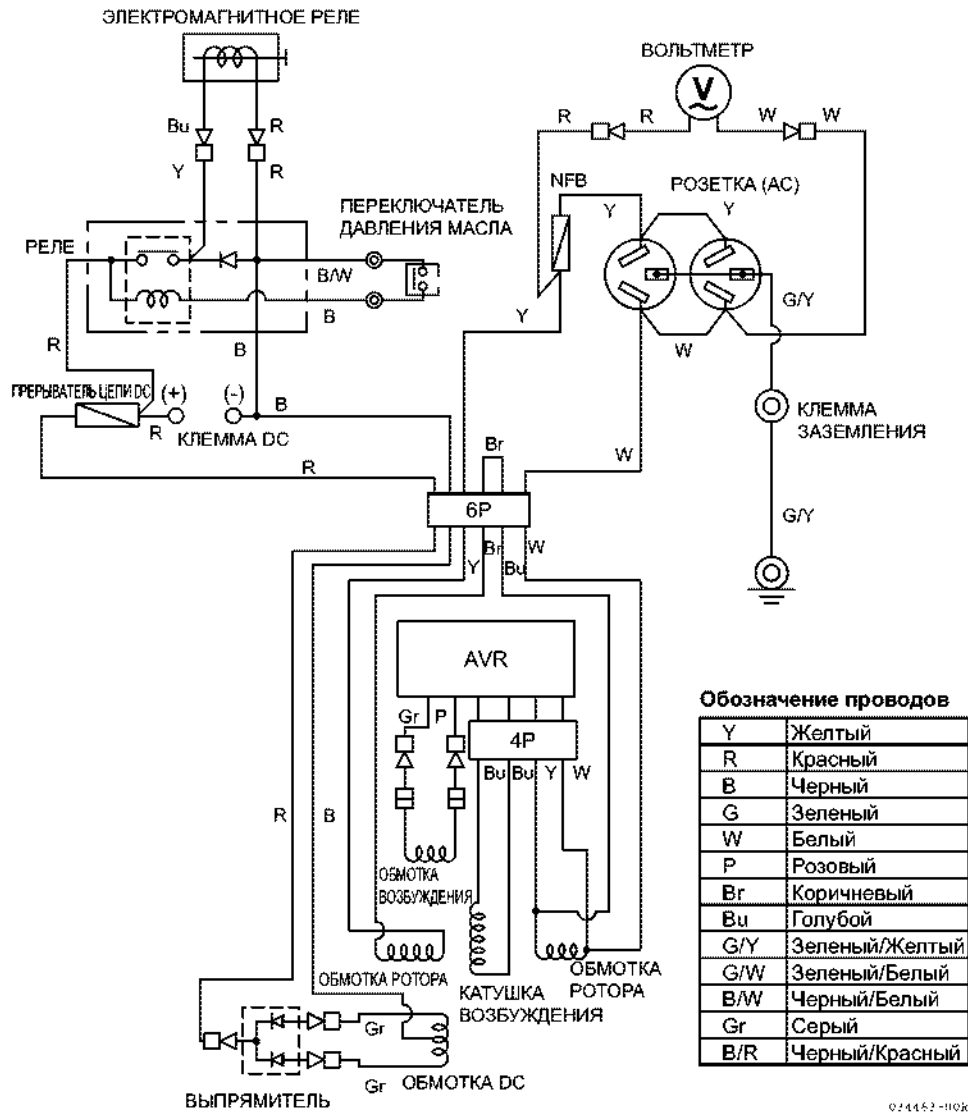 ЭЛЕКТРОМАГНИТНОЕ РЕЛЕ
ВОЛЬТМЕТР
V
R
R
W
W
Bu
R
Y
R
NFB
РОЗЕТКА (AC)
Y
Y
ПЕРЕКЛЮЧАТЕЛЬ
ДАВЛЕНИЯ МАСЛА
РЕЛЕ
B/W
B
G/Y
Y
W
R
B
ПРЕРЫВАТЕЛЬ ЦЕПИ DC
(+)
(-)
B
R
КЛЕММА DC
КЛЕММА
ЗАЗЕМЛЕНИЯ
Br
W
R
6P
G/Y
Br
W
Y
Bu
AVR
Gr
P
4P
Bu
Bu
Y
W
R
B
ОБМОТКА
ВОЗБУЖДЕНИЯ
ОБМОТКА РОТОРА
КАТУШКА
ВОЗБУЖДЕНИЯ
ОБМОТКА
РОТОРА
Gr
Gr
ОБМОТКА DC
ВЫПРЯМИТЕЛЬ
Обозначение проводов
Y Желтый
R Красный
B Черный
G Зеленый
W Белый
P Розовый
Br Коричневый
Bu Голубой
G/Y Зеленый/Желтый
G/W Зеленый/Белый
B/W Черный/Белый
Gr Серый
B/R Черный/Красный